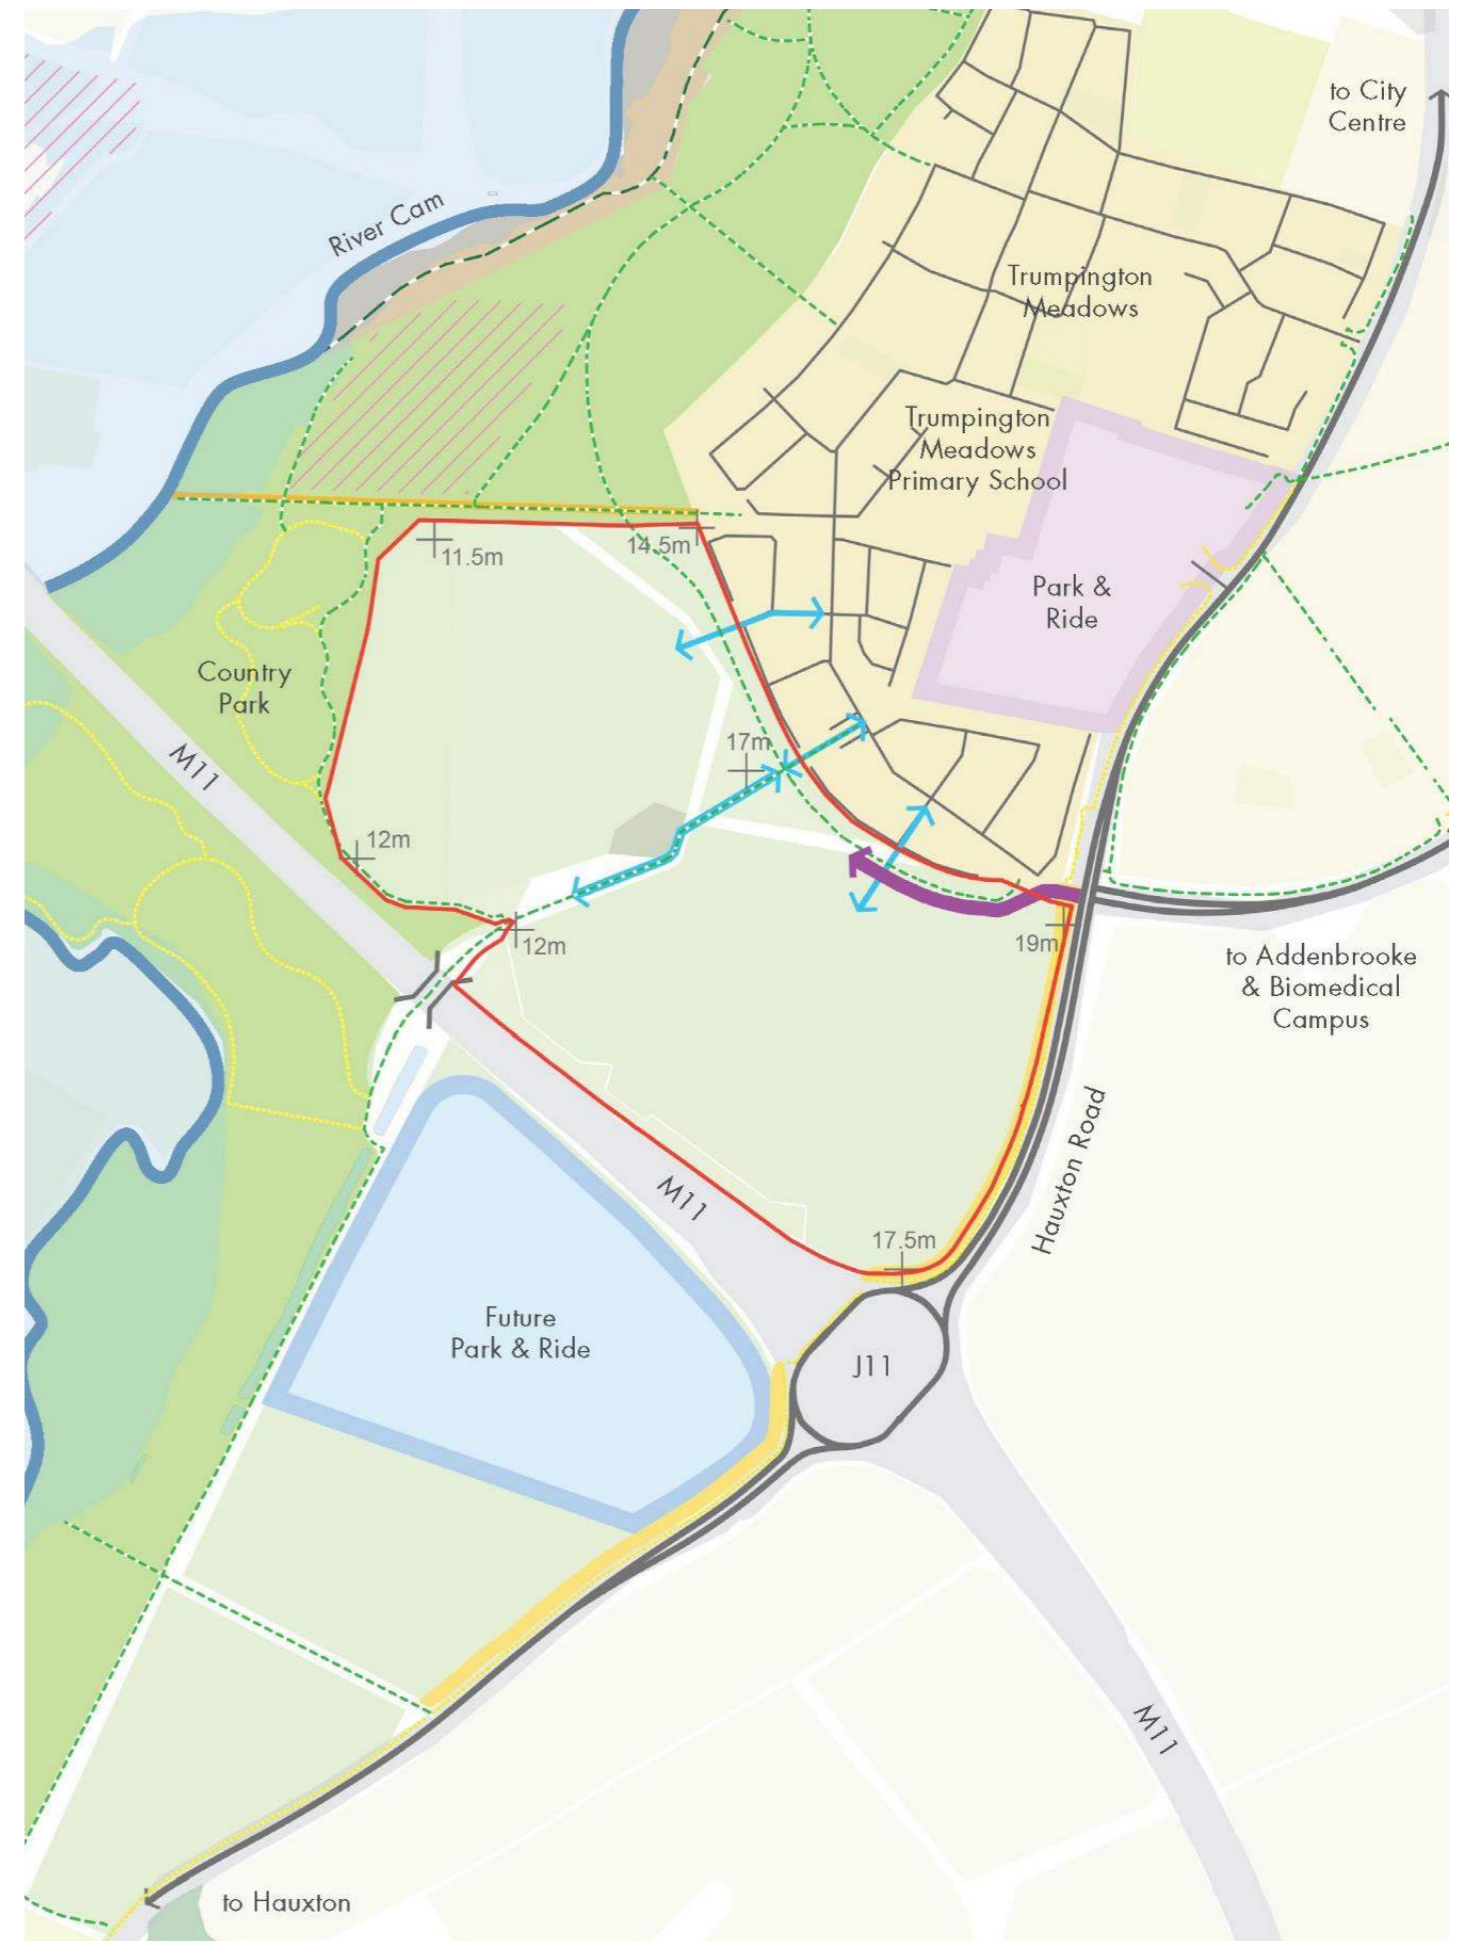 to City
Centre
River Cam
Trumpington
Meadows
Trumpington
Meadows
Primary School
11.5m
14.5m
Park &
Ride
Country
Park
M11
17m
12m
12m
19m
to Addenbrooke
& Biomedical
Campus
Hauxton Road
M11
17.5m
Future
Park & Ride
J11
M11
to Hauxton